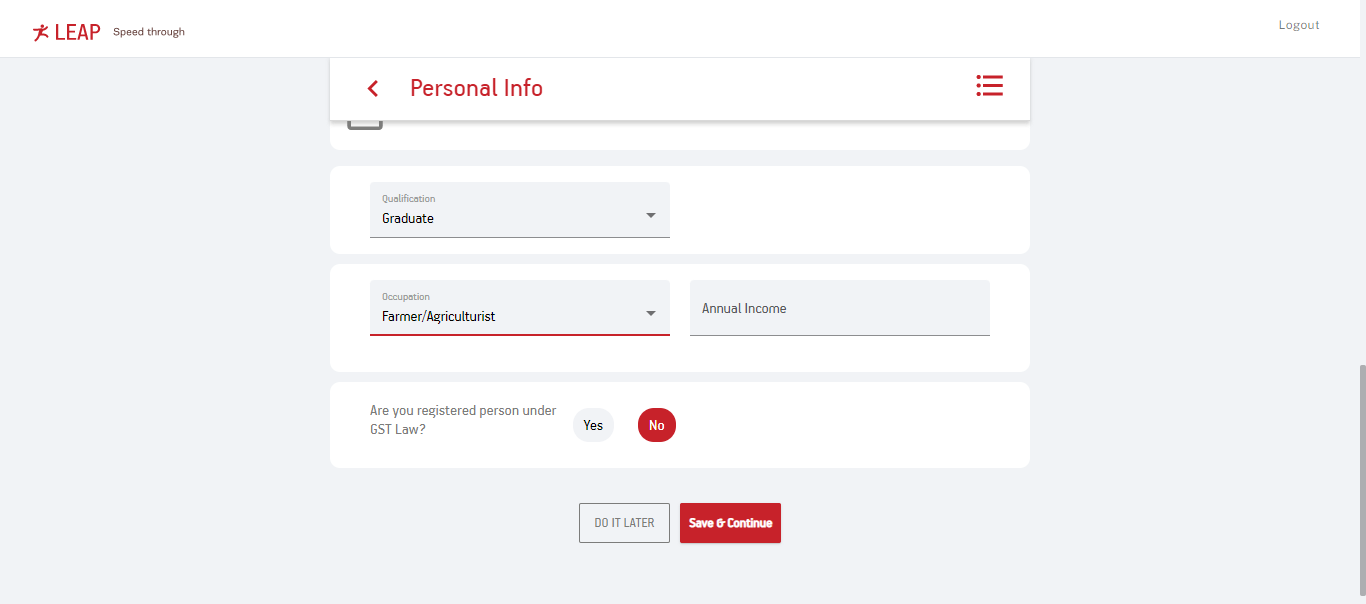 LEAP Speed through
Logout
Personal Info
Qualification
Graduate
Occupation
Farmer/Agriculturist
Annual Income
Are you registered person under
GST Law?
Yes
No
DO IT LATER
Save & Continue